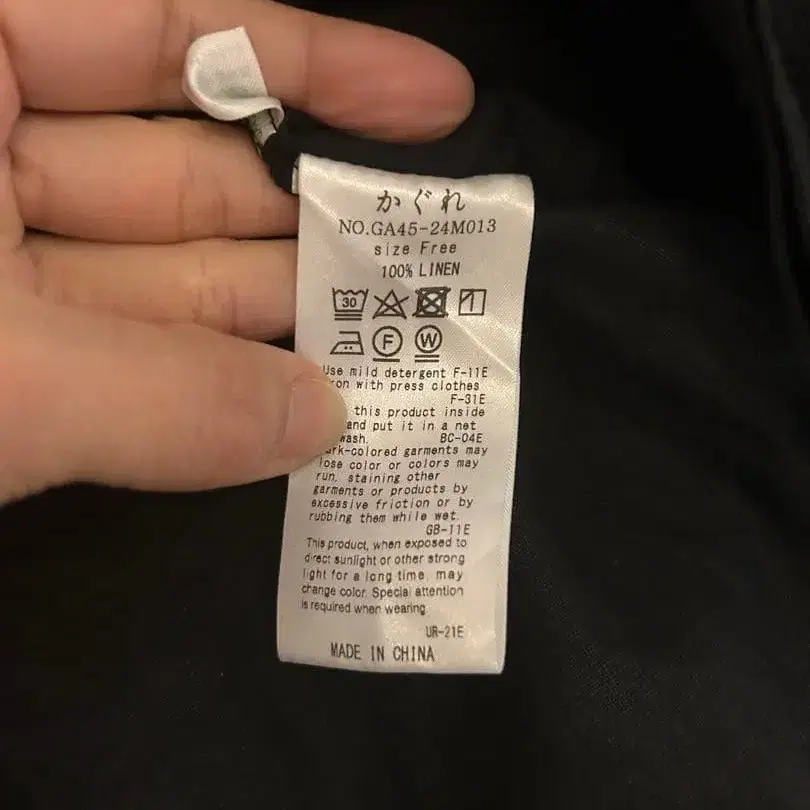 かぐれ
NO.GA45-24M013
size Free
100% LINEN
30
F W
Use mild detergent F-11E
with press clothes
F-31E
this product inside
and put it in a net
BC-04E
garments may
lose color or colors may
run, staining other
garments or products by
excessive friction or by
rubbing them while wet.
GB-11E
This product, when exposed to
direct sunlight or other strong
light for a long time, may
change color. Special attention
is required when wearing.
UR-21E
MADE IN CHINA